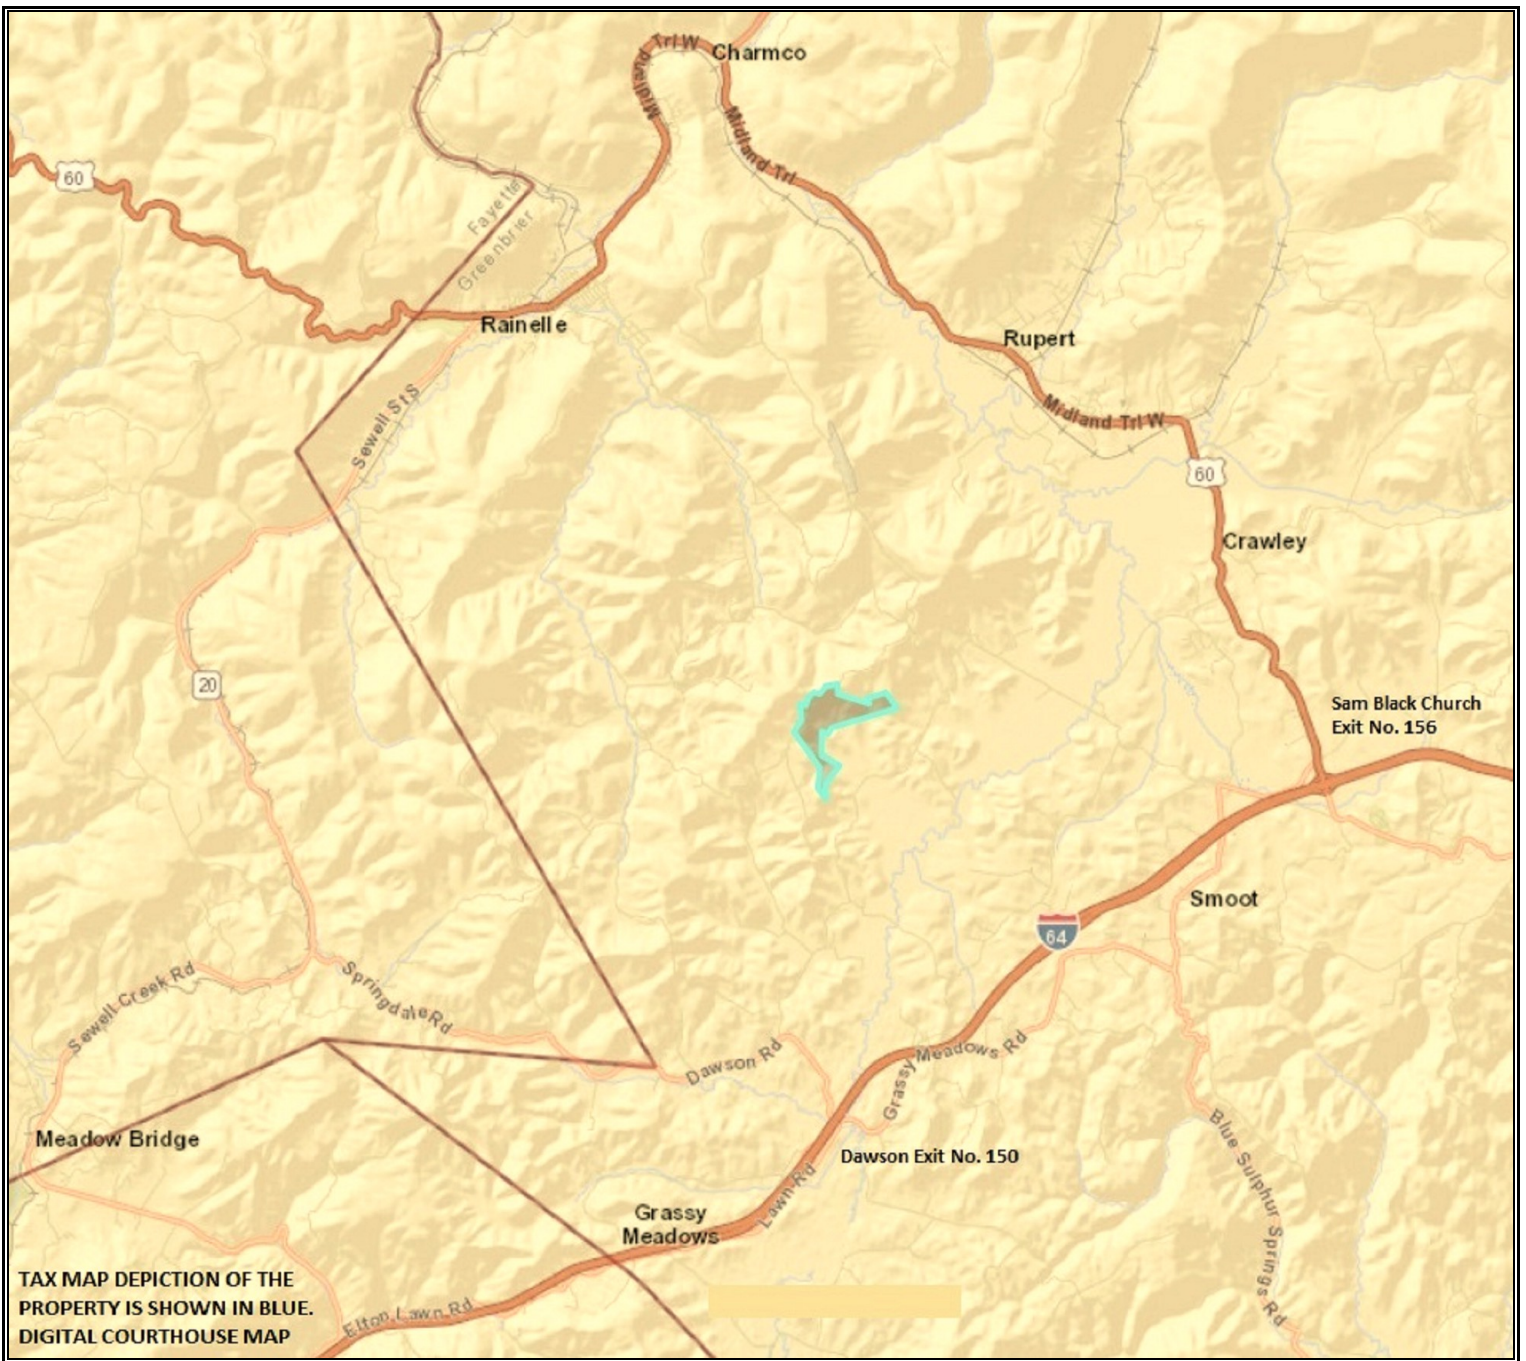 Trl W
Charmco
Midland
Midland Trl
60
Fayette
Greenbrier
Rainelle
Rupert
Sewell St S
Midland Trl W
60
Crawley
20
Sam Black Church
Exit No. 156
Smoot
64
Sewell Creek Rd
Springdale Rd
Dawson Rd
Grassy Meadows Rd
Meadow Bridge
Dawson Exit No. 150
Blue Sulphur Springs Rd
Lawn Rd
Grassy
Meadows
TAX MAP DEPICTION OF THE
PROPERTY IS SHOWN IN BLUE.
DIGITAL COURTHOUSE MAP
Elton Lawn Rd